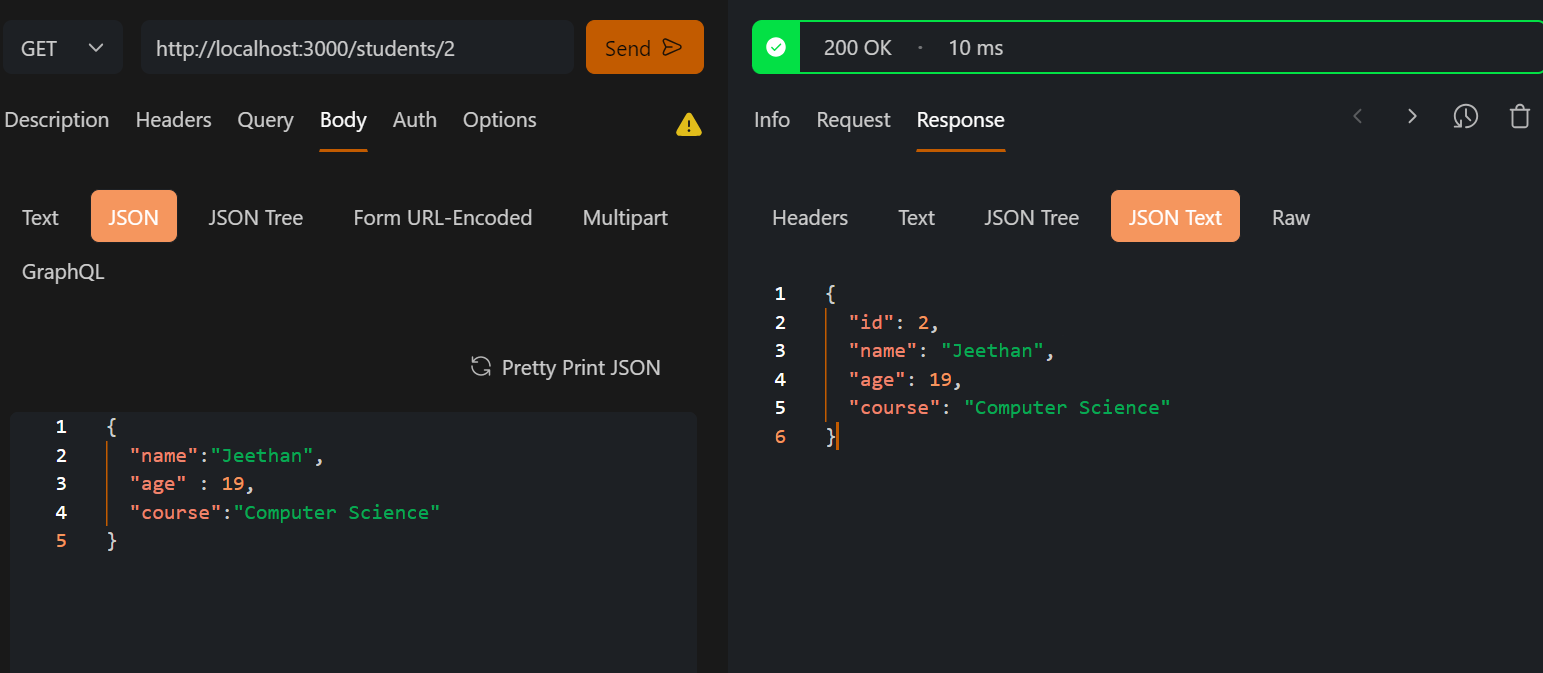 GET http://localhost:3000/students/2 Send
Description Headers Query Body Auth Options
Text JSON JSON Tree Form URL-Encoded Multipart
GraphQL
Pretty Print JSON
1 {
2 "name":"Jeethan",
3 "age" : 19,
4 "course":"Computer Science"
5 }
200 OK · 10 ms
Info Request Response
Headers Text JSON Tree JSON Text Raw
1 {
2 "id": 2,
3 "name": "Jeethan",
4 "age": 19,
5 "course": "Computer Science"
6 }